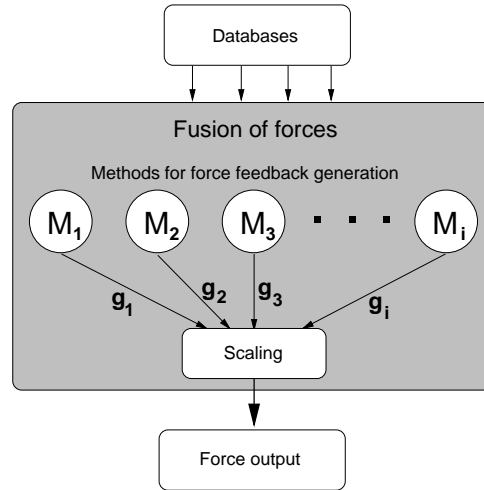 Databases
Fusion of forces
Methods for force feedback generation
M1 M2 M3 . . . Mi
g1 g2 g3 gi
Scaling
Force output